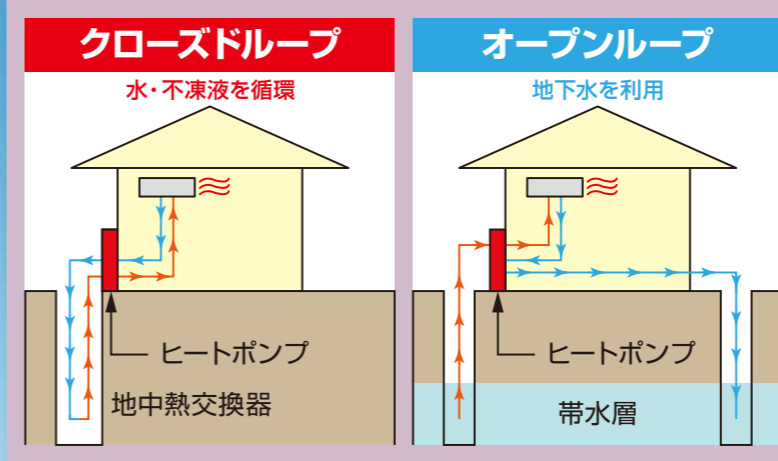 クローズドループ
水・不凍液を循環
ヒートポンプ
地中熱交換器
オープンループ
地下水を利用
ヒートポンプ
帯水層